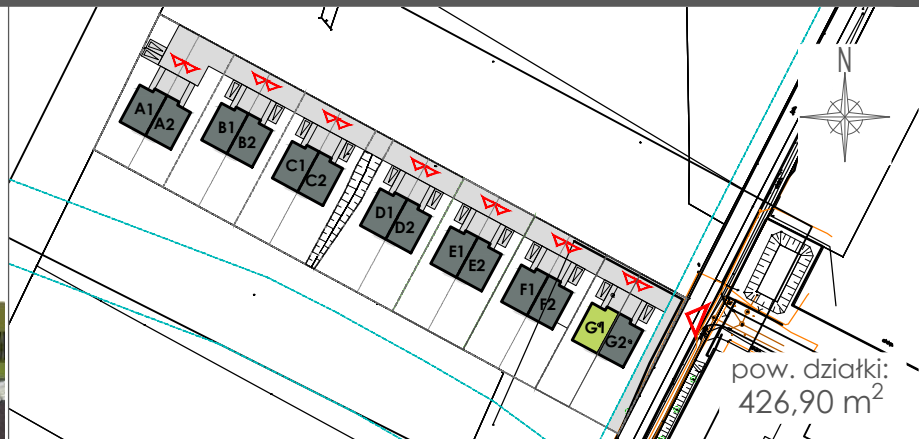 N
A1
A2
B1
B2
C1
C2
D1
D2
E1
E2
F1
F2
G1
G2
pow. działki:
426,90 m²